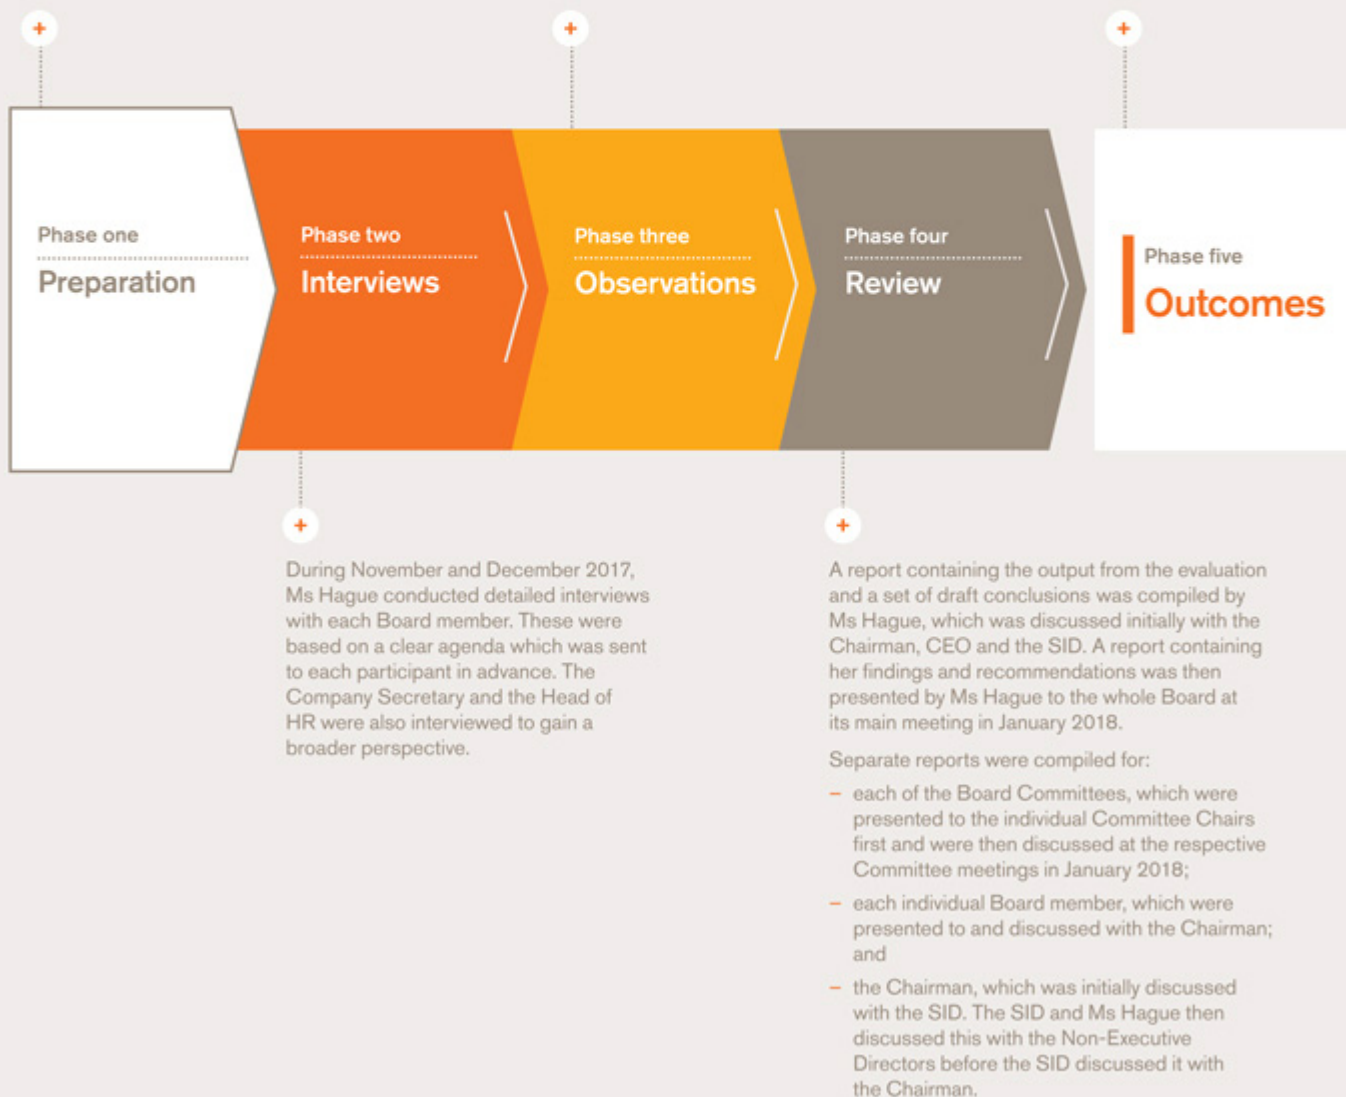 +
+
+
Phase one
Preparation
Phase two
Interviews
Phase three
Observations
Phase four
Review
Phase five
Outcomes
+
During November and December 2017,
Ms Hague conducted detailed interviews
with each Board member. These were
based on a clear agenda which was sent
to each participant in advance. The
Company Secretary and the Head of
HR were also interviewed to gain a
broader perspective.
+
A report containing the output from the evaluation
and a set of draft conclusions was compiled by
Ms Hague, which was discussed initially with the
Chairman, CEO and the SID. A report containing
her findings and recommendations was then
presented by Ms Hague to the whole Board at
its main meeting in January 2018.
Separate reports were compiled for:
– each of the Board Committees, which were
presented to the individual Committee Chairs
first and were then discussed at the respective
Committee meetings in January 2018;
– each individual Board member, which were
presented to and discussed with the Chairman;
and
– the Chairman, which was initially discussed
with the SID. The SID and Ms Hague then
discussed this with the Non-Executive
Directors before the SID discussed it with
the Chairman.